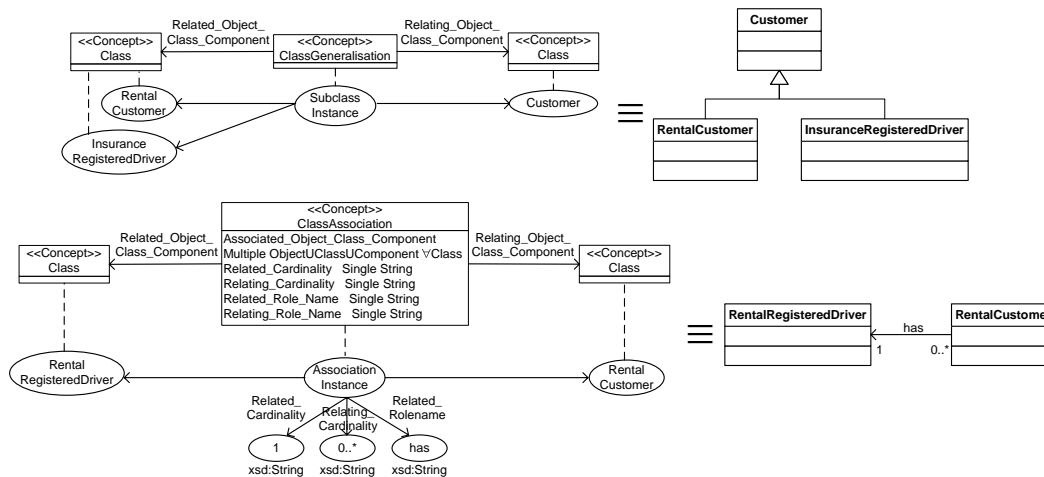 Related_Object_
Class_Component
Relating_Object_
Class_Component
<<Concept>>
Class
<<Concept>>
ClassGeneralisation
<<Concept>>
Class
Rental
Customer
Subclass
Instance
Customer
Insurance
RegisteredDriver
≡
Customer
RentalCustomer
InsuranceRegisteredDriver
<<Concept>>
ClassAssociation
Associated_Object_Class_Component
Multiple ObjectUClassUComponent ∀Class
Related_Cardinality Single String
Relating_Cardinality Single String
Related_Role_Name Single String
Relating_Role_Name Single String
Related_Object_
Class_Component
Relating_Object_
Class_Component
<<Concept>>
Class
<<Concept>>
Class
Rental
RegisteredDriver
Association
Instance
Rental
Customer
Related_
Cardinality
Relating_
Cardinality
Related_
Rolename
1
0..*
has
xsd:String
xsd:String
xsd:String
≡
RentalRegisteredDriver
has
RentalCustome
1
0..*